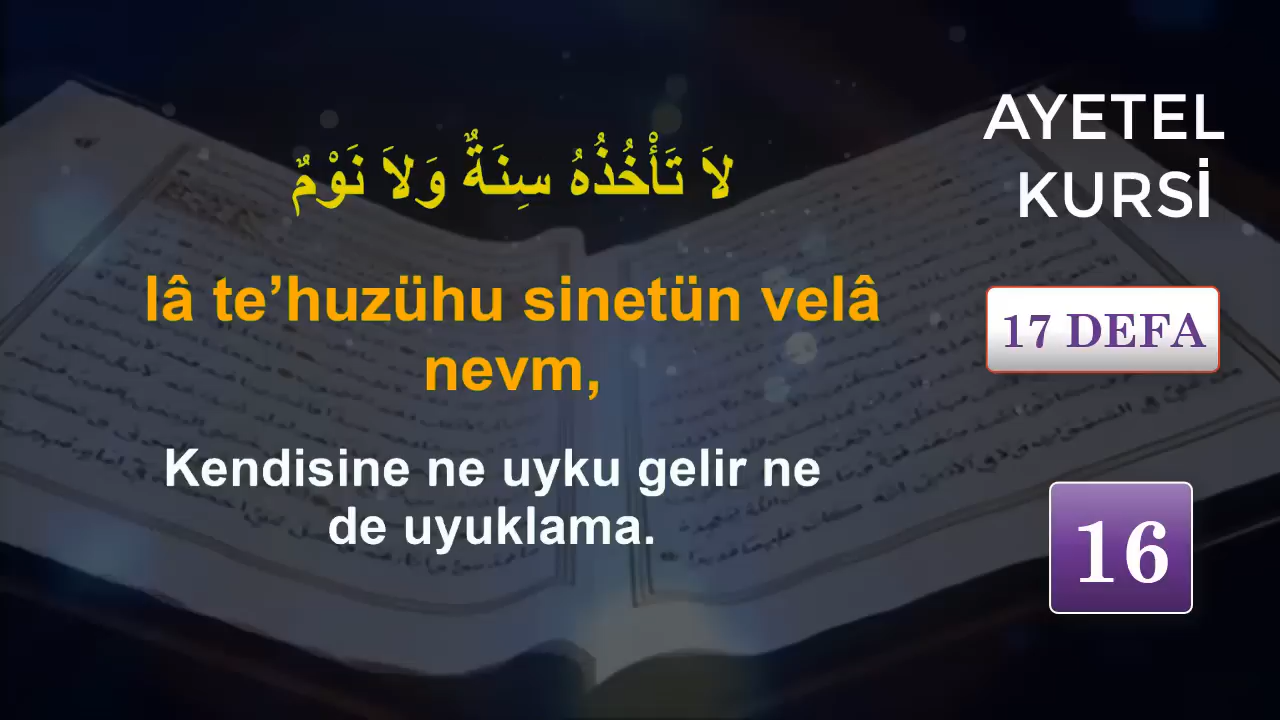 لاَ تَأْخُذُهُ سِنَةٌ وَلاَ نَوْمٌ
lâ te’huzühu sinetün velâ
nevm,
Kendisine ne uyku gelir ne
de uyuklama.
AYETEL
KURSİ
17 DEFA
16